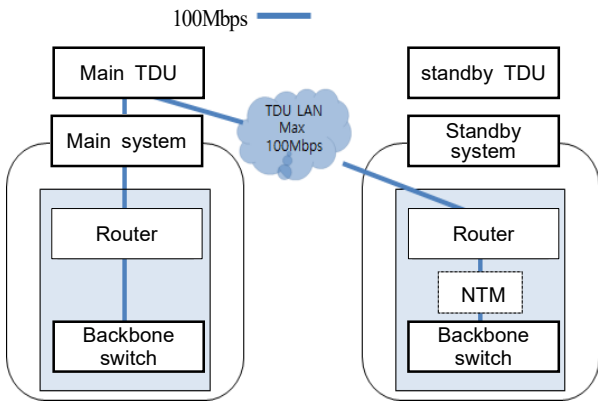 100Mbps
Main TDU
standby TDU
TDU LAN
Max
100Mbps
Main system
Standby
system
Router
Router
NTM
Backbone
switch
Backbone
switch